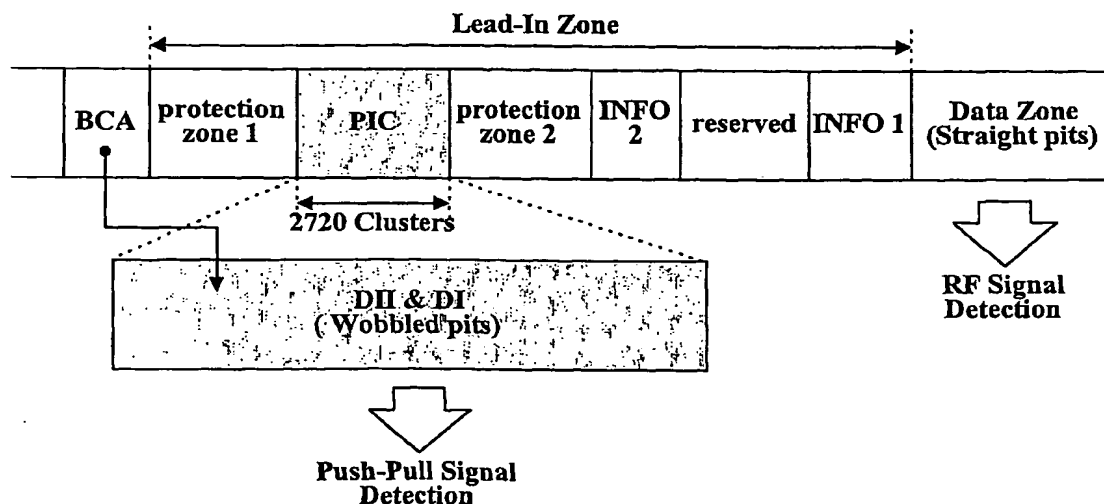 Lead-In Zone
BCA
protection
zone 1
PIC
protection
zone 2
INFO
2
reserved
INFO 1
Data Zone
(Straight pits)
2720 Clusters
DII & DI
( Wobbled pits)
RF Signal
Detection
Push-Pull Signal
Detection